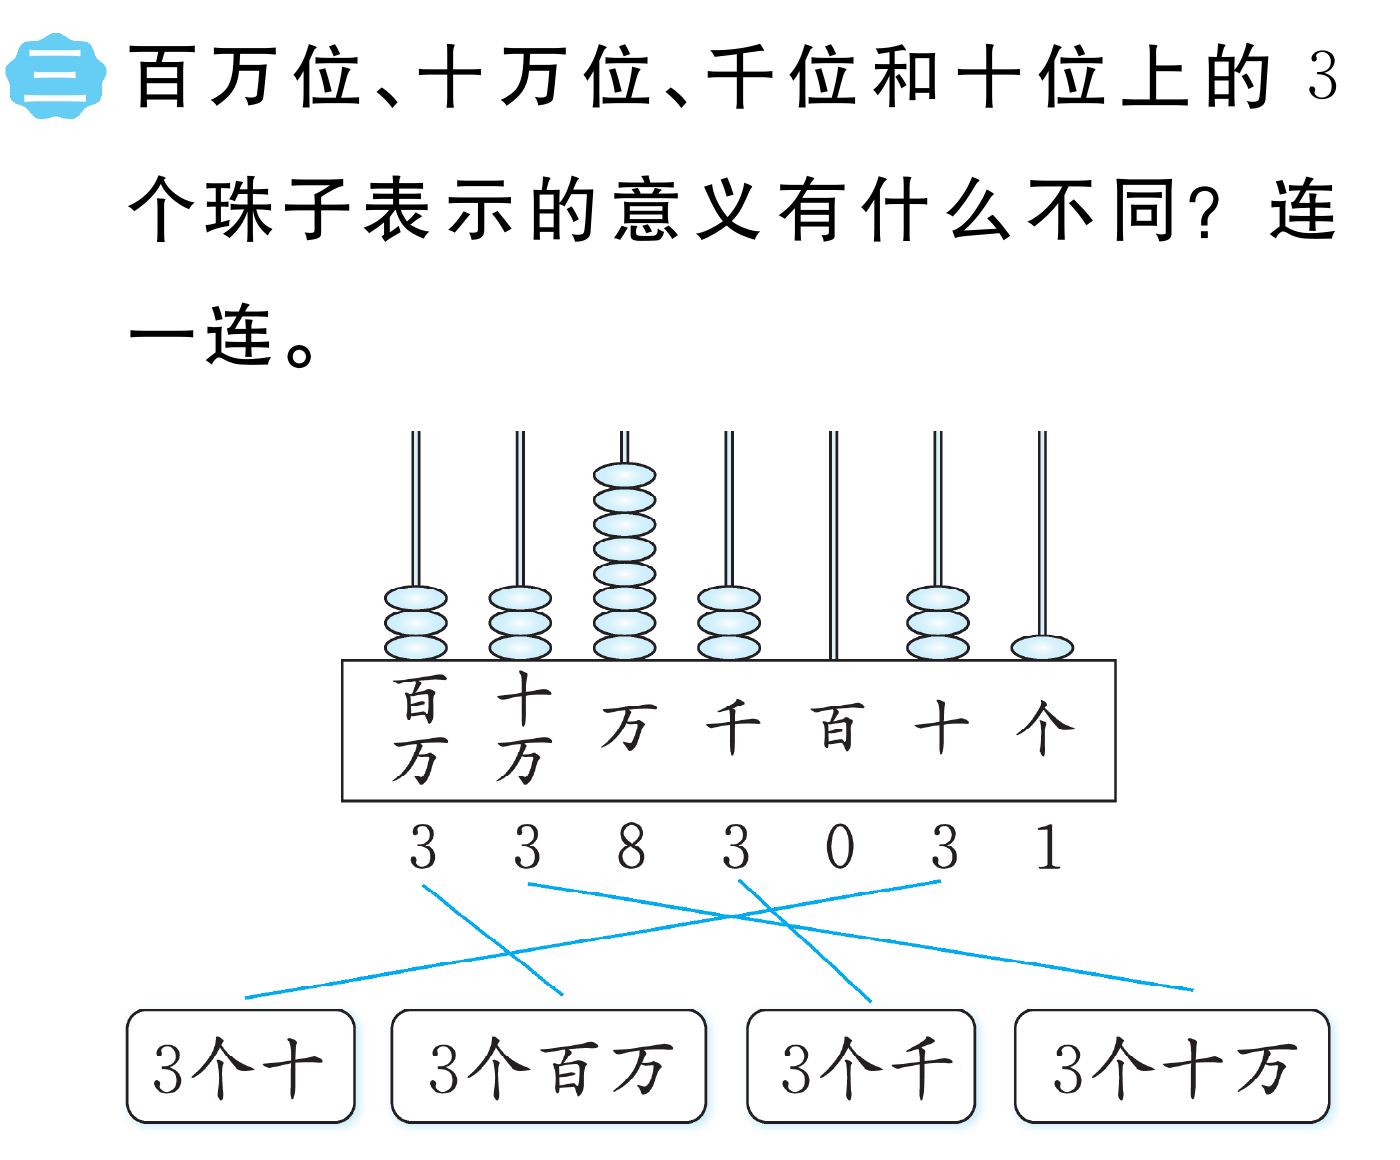 三 百万位、十万位、千位和十位上的 3
个珠子表示的意义有什么不同？连
一连。
百万 十万 万 千 百 十 个
3 3 8 3 0 3 1
3个十 3个百万 3个千 3个十万